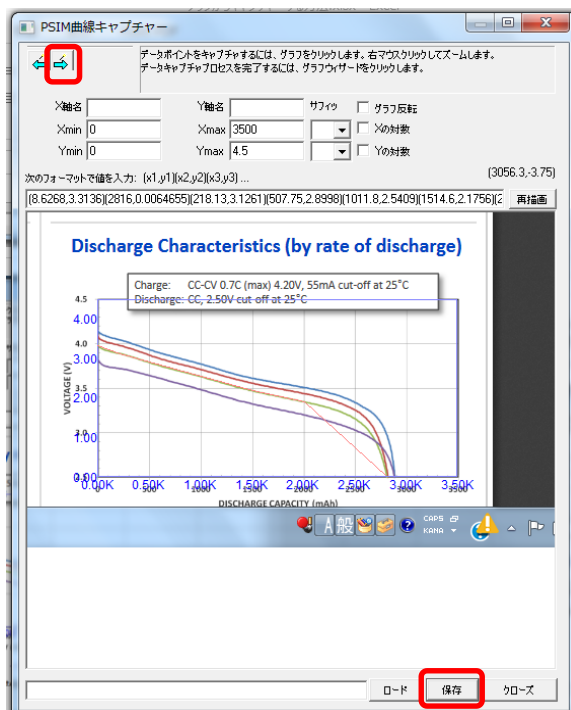 PSIM曲線キャプチャー
データポイントをキャプチャするには、グラフをクリックします。右マウスクリックしてズームします。
データキャプチャプロセスを完了するには、グラフウィザードをクリックします。
X軸名 Y軸名 サフィク グラフ反転
Xmin 0 Xmax 3500 Xの対数
Ymin 0 Ymax 4.5 Yの対数
(3056.3,-3.75)
次のフォーマットで値を入力: (x1,y1)(x2,y2)(x3,y3) ...
(8.6268,3.3136)(2816,0.0064655)(218.13,3.1261)(507.75,2.8998)(1011.8,2.5409)(1514.6,2.1756)(2 再描画
Discharge Characteristics (by rate of discharge)
Charge: CC-CV 0.7C (max) 4.20V, 55mA cut-off at 25°C
Discharge: CC, 2.50V cut-off at 25°C
4.5
4.00
4.0
3.00
3.5
2.00
3.0
1.00
0.00
VOLTAGE (V)
0.00K 0.50K 1.00K 1.50K 2.00K 2.50K 3.00K 3.50K
500 1000 1500 2000 2500 3000 3500
DISCHARGE CAPACITY (mAh)
A 般 ? CAPS
KANA
ロード 保存 クローズ